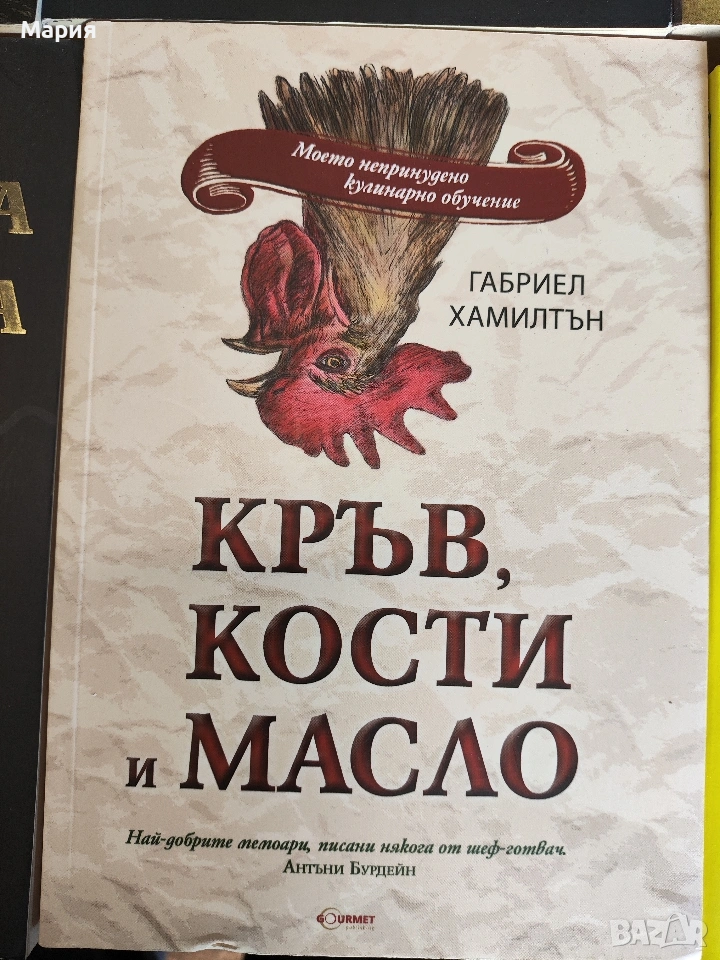 Мария
А
А
Моето непринудено
кулинарно обучение
ГАБРИЕЛ
ХАМИЛТЪН
КРЪВ,
КОСТИ
и МАСЛО
Най-добрите мемоари, писани някога от шеф-готвач.
Антъни Бурдейн
GOURMET
publishing
BAZAR